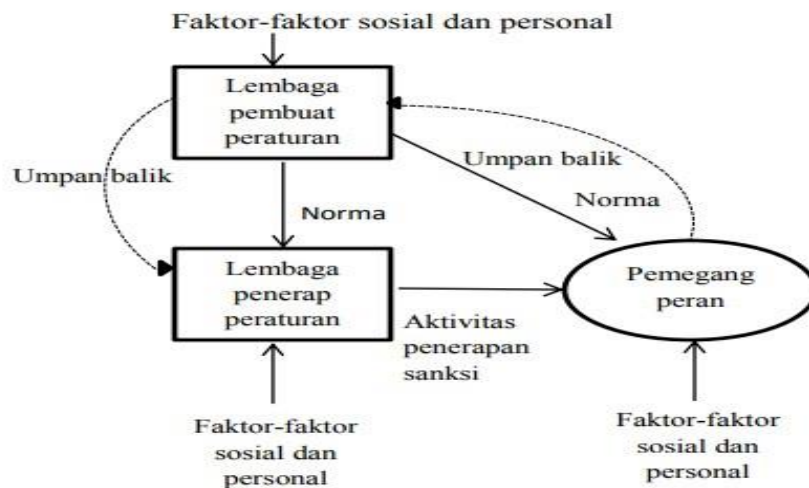 Faktor-faktor sosial dan personal
Lembaga
pembuat
peraturan
Umpan balik
Umpan balik
Norma
Norma
Lembaga
penerap
peraturan
Pemegang
peran
Aktivitas
penerapan
sanksi
Faktor-faktor
sosial dan
personal
Faktor-faktor
sosial dan
personal